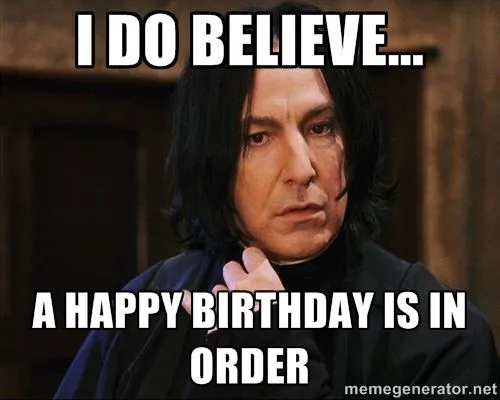 I DO BELIEVE...
A HAPPY BIRTHDAY IS IN
ORDER
memegenerator.net